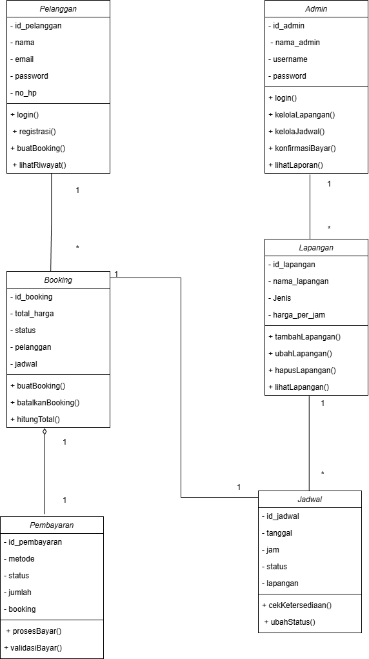 Pelanggan
- id_pelanggan
- nama
- email
- password
- no_hp
+ login()
+ registrasi()
+ buatBooking()
+ lihatRiwayat()
Admin
- id_admin
- nama_admin
- username
- password
+ login()
+ kelolaLapangan()
+ kelolaJadwal()
+ konfirmasiBayar()
+ lihatLaporan()
1
*
1
*
Booking
- id_booking
- total_harga
- status
- pelanggan
- jadwal
+ buatBooking()
+ batalkanBooking()
+ hitungTotal()
1
Lapangan
- id_lapangan
- nama_lapangan
- Jenis
- harga_per_jam
+ tambahLapangan()
+ ubahLapangan()
+ hapusLapangan()
+ lihatLapangan()
1
*
1
1
1
Pembayaran
- id_pembayaran
- metode
- status
- jumlah
- booking
+ prosesBayar()
+ validasiBayar()
Jadwal
- id_jadwal
- tanggal
- jam
- status
- lapangan
+ cekKetersediaan()
+ ubahStatus()